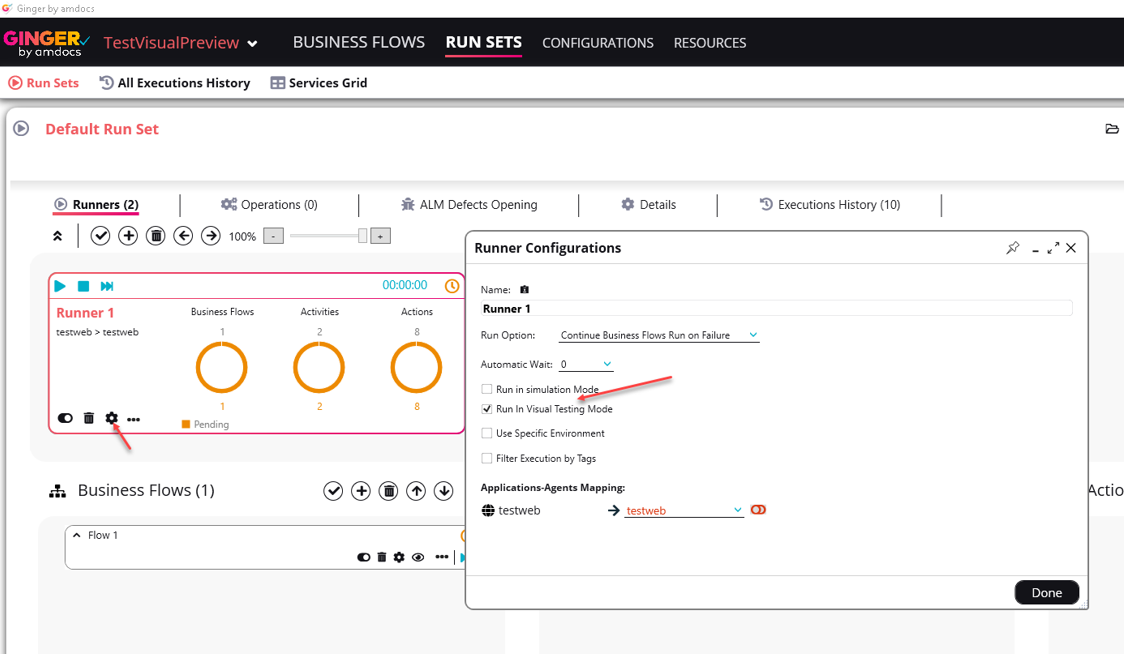 Ginger by amdocs
GINGER
by amdocs
TestVisualPreview
BUSINESS FLOWS
RUN SETS
CONFIGURATIONS
RESOURCES
Run Sets
All Executions History
Services Grid
Default Run Set
Runners (2)
Operations (0)
ALM Defects Opening
Details
Executions History (10)
100%
-
+
00:00:00
Runner 1
testweb > testweb
Business Flows
Activities
Actions
1
2
8
1
2
8
Pending
Business Flows (1)
Flow 1
Runner Configurations
Name:
Runner 1
Run Option:
Continue Business Flows Run on Failure
Automatic Wait:
0
Run in simulation Mode
Run In Visual Testing Mode
Use Specific Environment
Filter Execution by Tags
Applications-Agents Mapping:
testweb
testweb
Done
Actio